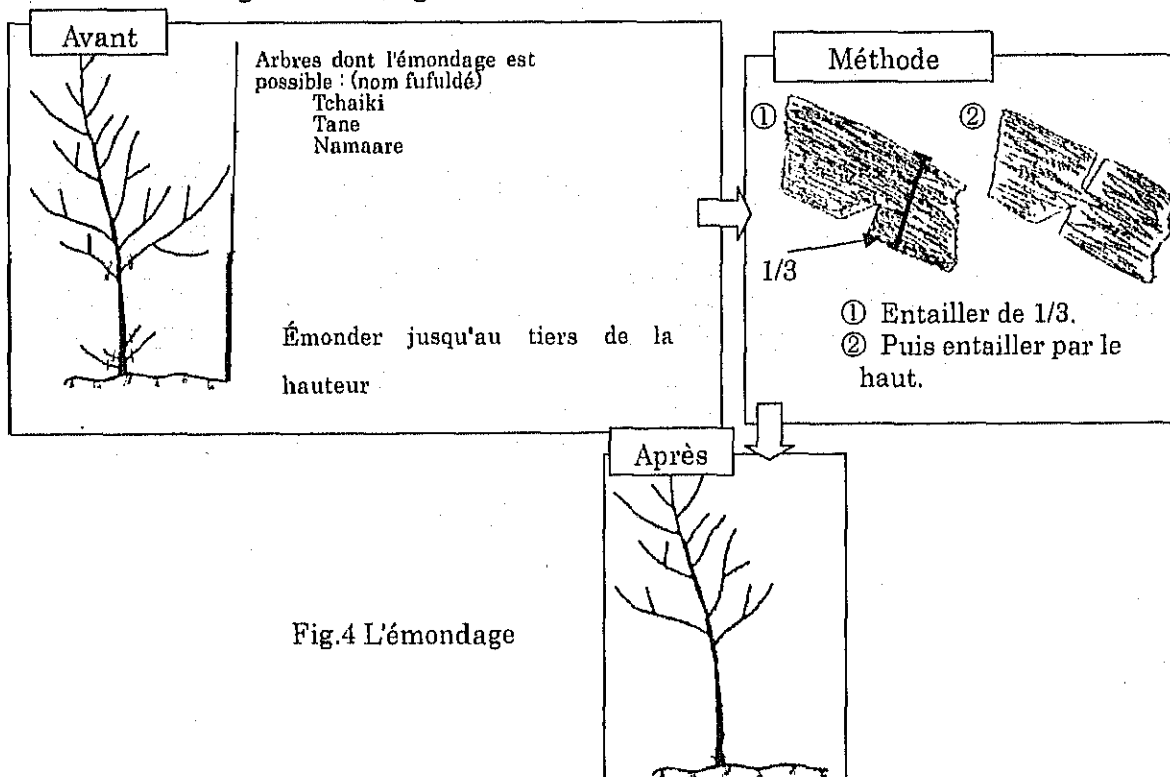 Avant
Arbres dont l'émondage est
possible : (nom fufuldé)
Tchaiki
Tane
Namaare
Émonder jusqu'au tiers de la
hauteur
Méthode
① ②
1/3
① Entailler de 1/3.
② Puis entailler par le
haut.
Après
Fig.4 L'émondage